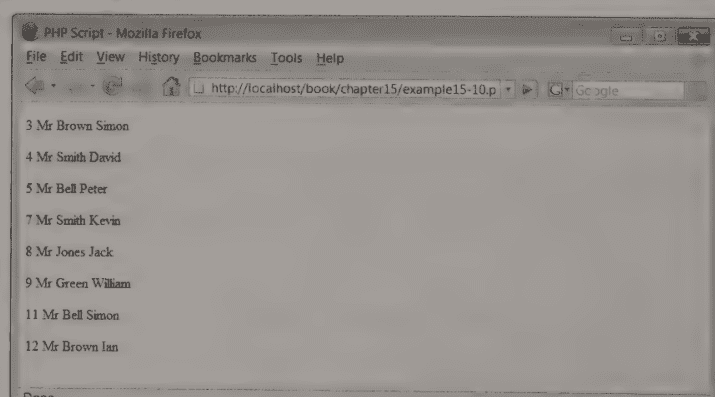 PHP Script - Mozilla Firefox
File Edit View History Bookmarks Tools Help
http://localhost/book/chapter15/example15-10.p G Google
3 Mr Brown Simon
4 Mr Smith David
5 Mr Bell Peter
7 Mr Smith Kevin
8 Mr Jones Jack
9 Mr Green William
11 Mr Bell Simon
12 Mr Brown Ian
Done